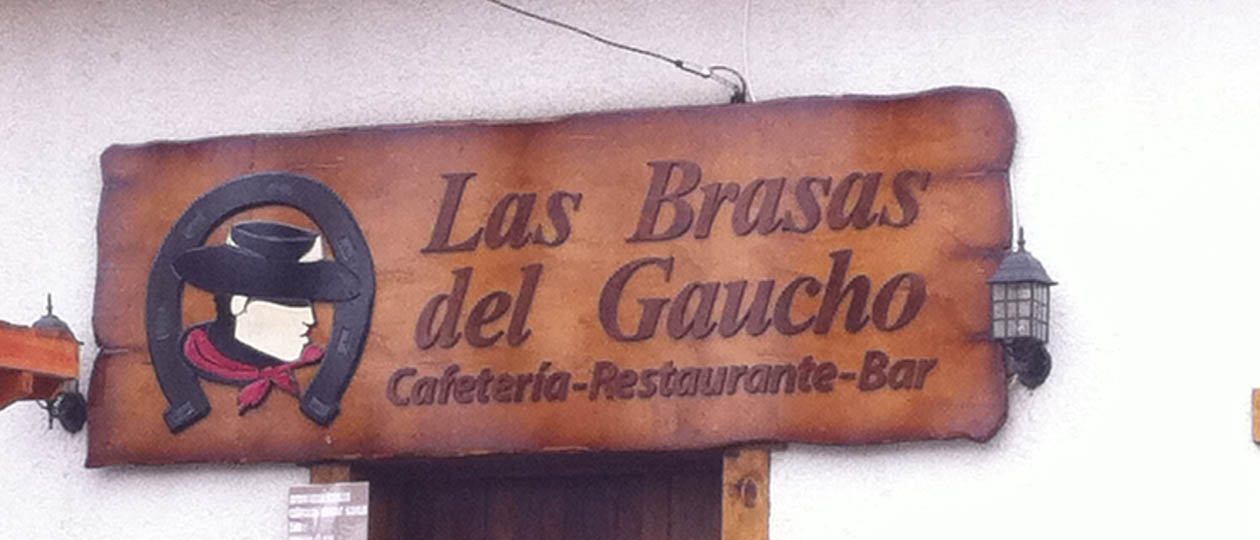 Las Brasas
del Gaucho
Cafetería-Restaurante-Bar